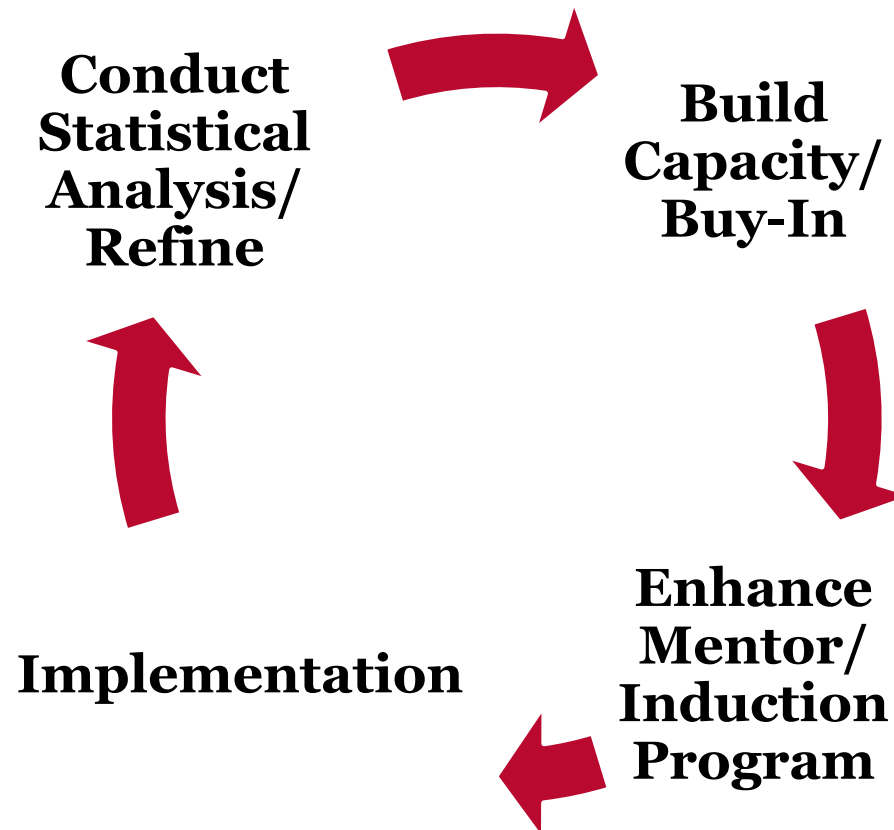 Conduct
Statistical
Analysis/
Refine
Build
Capacity/
Buy-In
Enhance
Mentor/
Induction
Program
Implementation